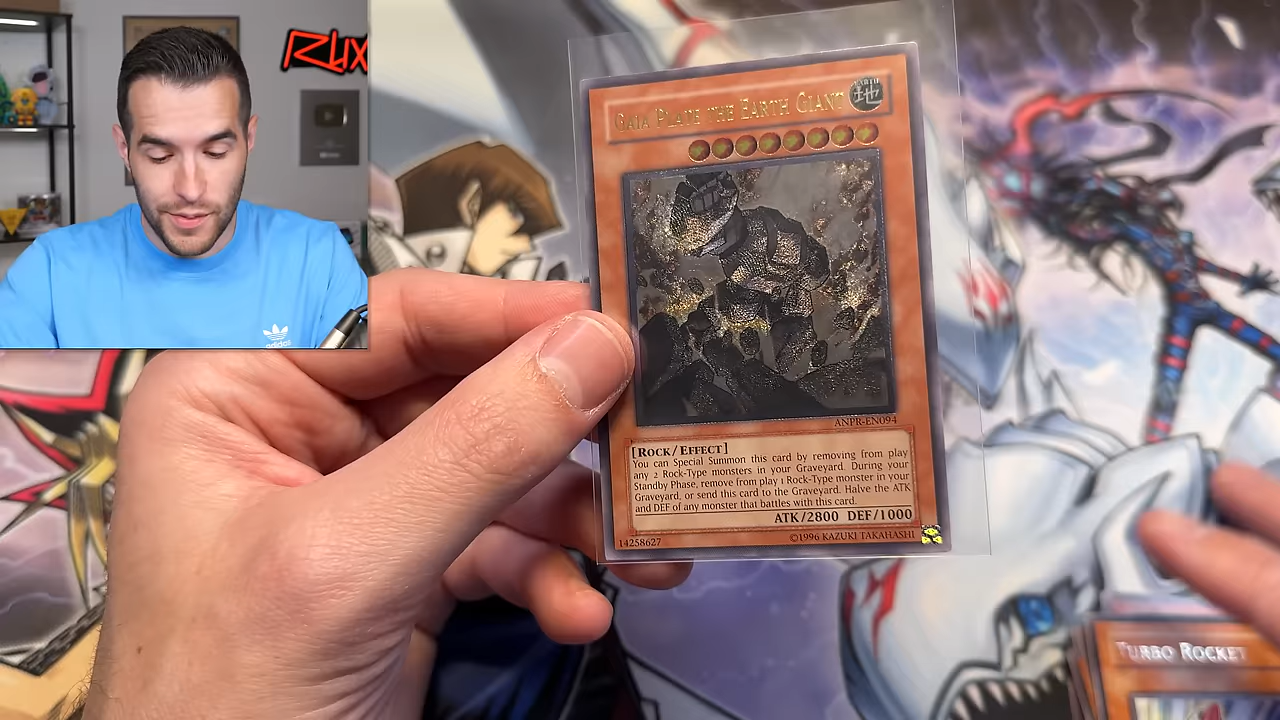 Rux
adidas
Gaia Plate the Earth Giant
EARTH
地
ANPR-EN094
[Rock/Effect]
You can Special Summon this card by removing from play
any 2 Rock-Type monsters in your Graveyard. During your
Standby Phase, remove from play 1 Rock-Type monster in your
Graveyard, or send this card to the Graveyard. Halve the ATK
and DEF of any monster that battles with this card.
ATK/2800 DEF/1000
14258627
©1996 KAZUKI TAKAHASHI
Turbo Rocket